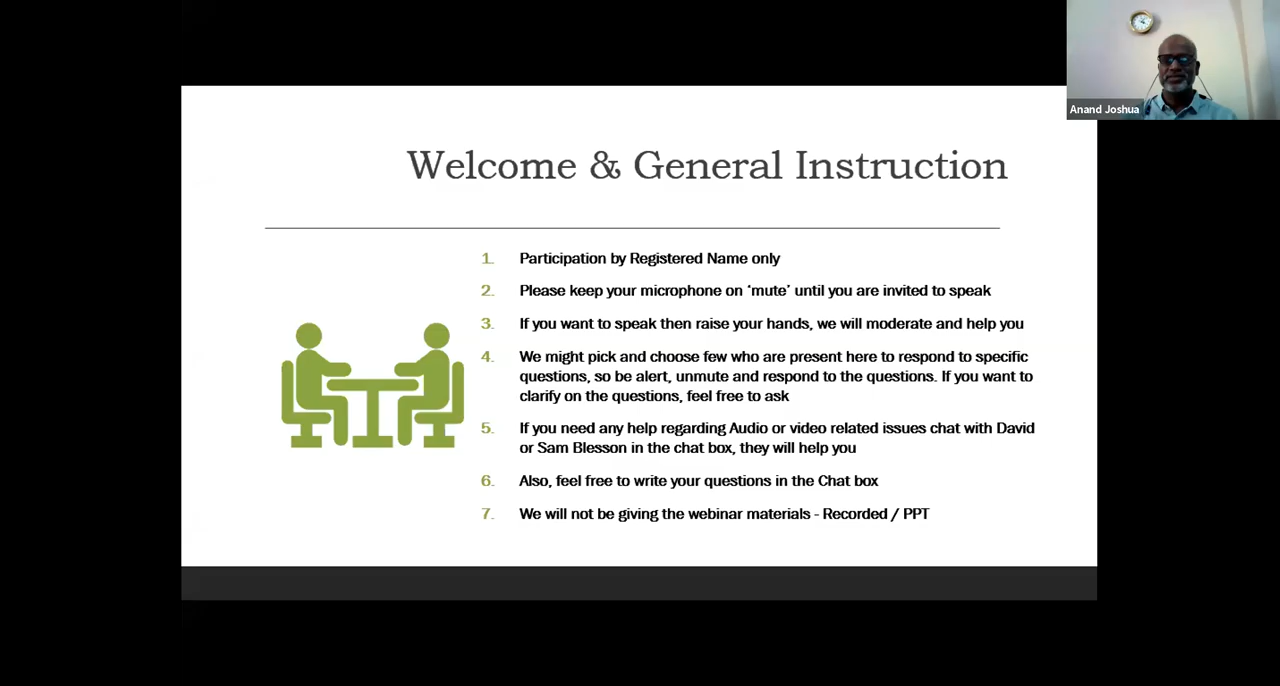 Anand Joshua
Welcome & General Instruction
1. Participation by Registered Name only
2. Please keep your microphone on ‘mute’ until you are invited to speak
3. If you want to speak then raise your hands, we will moderate and help you
4. We might pick and choose few who are present here to respond to specific
questions, so be alert, unmute and respond to the questions. If you want to
clarify on the questions, feel free to ask
5. If you need any help regarding Audio or video related issues chat with David
or Sam Blesson in the chat box, they will help you
6. Also, feel free to write your questions in the Chat box
7. We will not be giving the webinar materials - Recorded / PPT